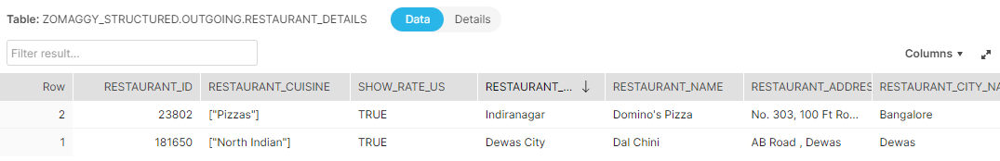 Table: ZOMAGGY_STRUCTURED.OUTGOING.RESTAURANT_DETAILS Data Details
Filter result... Columns
Row RESTAURANT_ID RESTAURANT_CUISINE SHOW_RATE_US RESTAURANT_... RESTAURANT_NAME RESTAURANT_ADDRES RESTAURANT_CITY_NA
2 23802 ["Pizzas"] TRUE Indiranagar Domino's Pizza No. 303, 100 Ft Ro... Bangalore
1 181650 ["North Indian"] TRUE Dewas City Dal Chini AB Road , Dewas Dewas